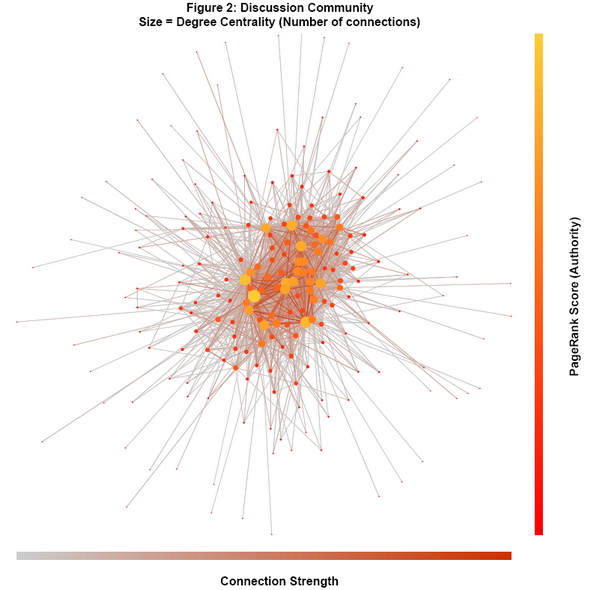 Figure 2: Discussion Community
Size = Degree Centrality (Number of connections)
PageRank Score (Authority)
Connection Strength